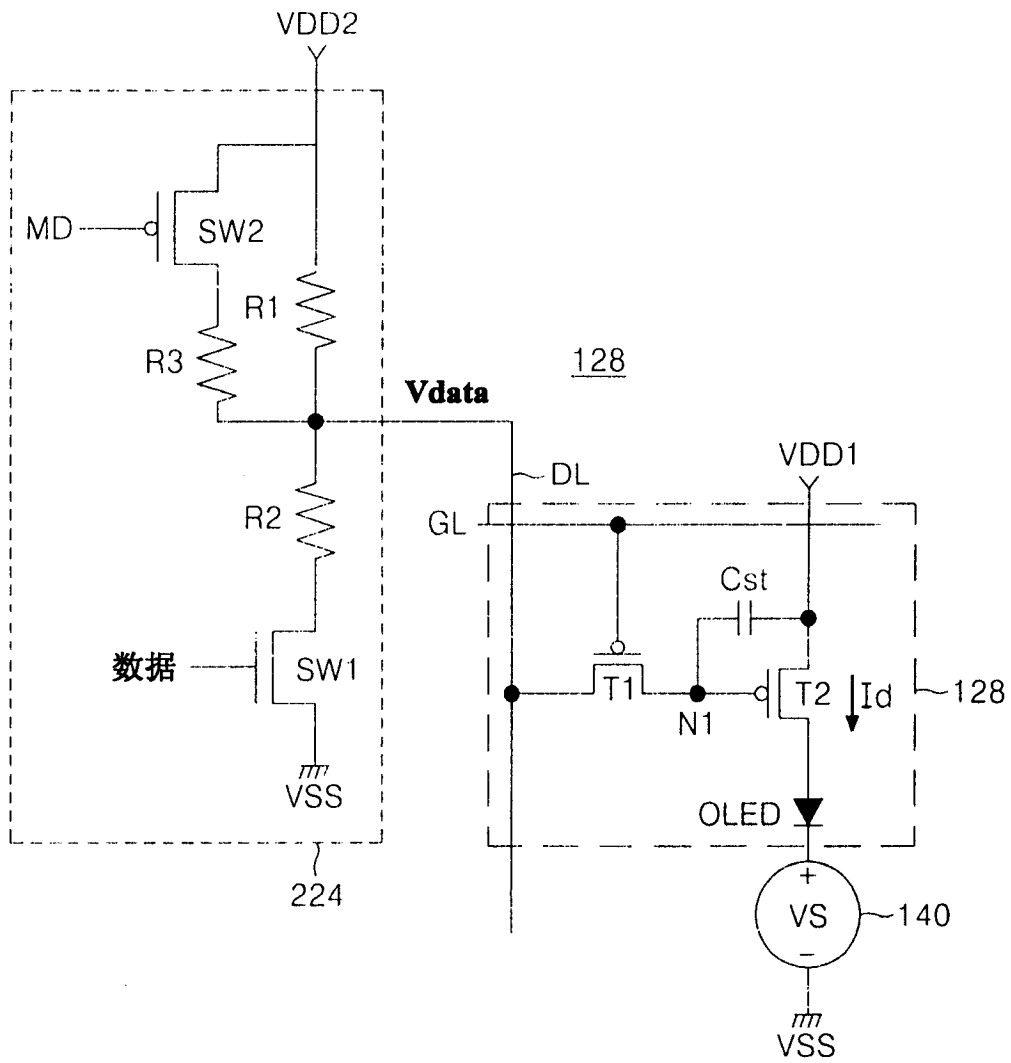 VDD2
MD
SW2
R1
R3
128
Vdata
VDD1
DL
GL
R2
Cst
数据
SW1
T1
T2
Id
128
N1
VSS
OLED
224
+
VS
140
−
VSS